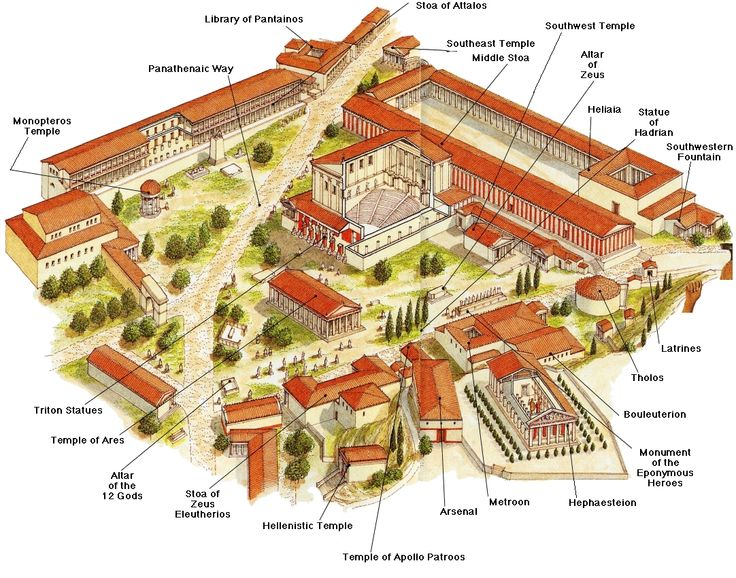 Stoa of Attalos
Library of Pantainos
Southwest Temple
Southeast Temple
Middle Stoa
Altar
of
Zeus
Panathenaic Way
Heliaia
Statue
of
Hadrian
Monopteros
Temple
Southwestern
Fountain
Latrines
Tholos
Triton Statues
Bouleuterion
Temple of Ares
Monument
of the
Eponymous
Heroes
Altar
of the
12 Gods
Stoa of
Zeus
Eleutherios
Metroon
Hephaesteion
Arsenal
Hellenistic Temple
Temple of Apollo Patroos